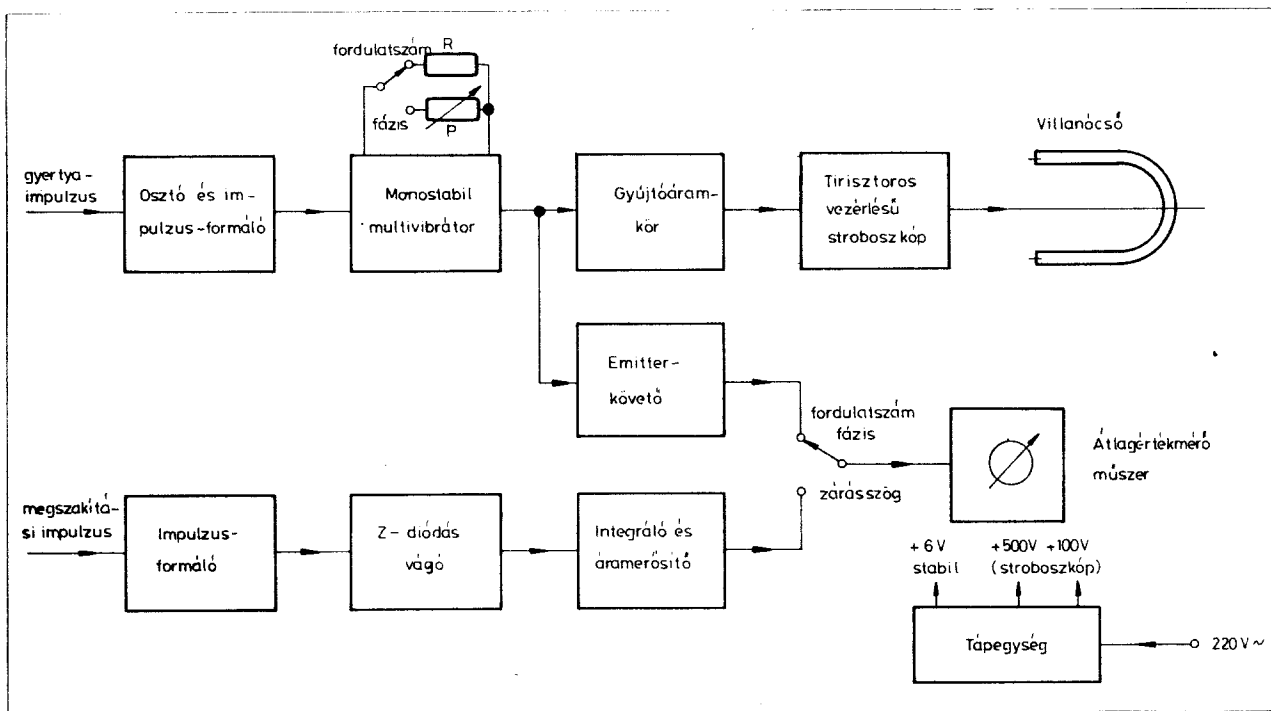 fordulatszám
R
fázis
P
Villanócső
gyertya-
impulzus
Osztó és im-
pulzus-formáló
Monostabil
multivibrátor
Gyújtóáram-
kör
Tirisztoros
vezérlésű
stroboszkóp
Emitter-
követő
fordulatszám
fázis
zárásszög
Átlagértékmérő
műszer
megszakítá-
si impulzus
Impulzus-
formáló
Z-diódás
vágó
Integráló és
áramerősítő
+6V
stabil
+500V +100V
(stroboszkóp)
Tápegység
220V~